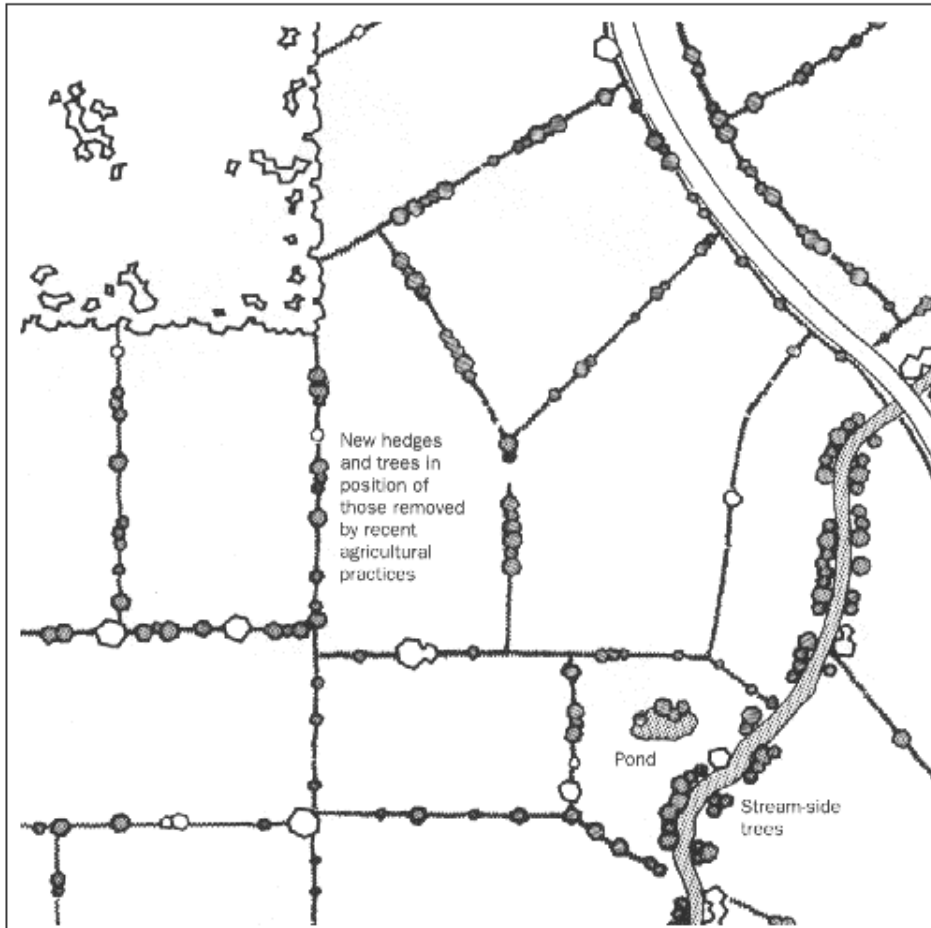 New hedges
and trees in
position of
those removed
by recent
agricultural
practices
Pond
Stream-side
trees